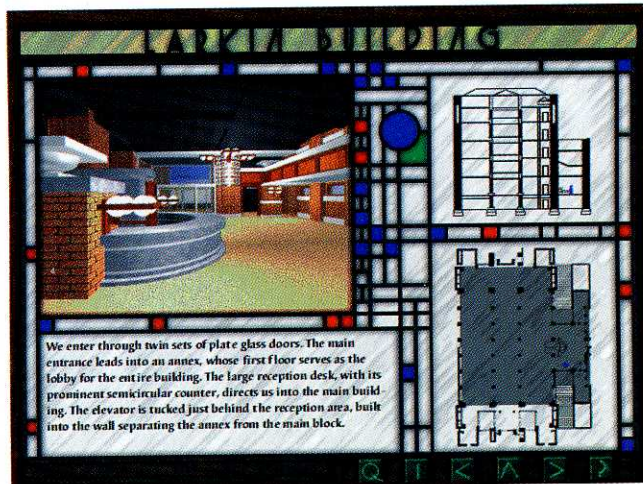 LARKIN BUILDING
We enter through twin sets of plate glass doors. The main
entrance leads into an annex, whose first floor serves as the
lobby for the entire building. The large reception desk, with its
prominent semicircular counter, directs us into the main build-
ing. The elevator is tucked just behind the reception area, built
into the wall separating the annex from the main block.
Q T < ^ > ?